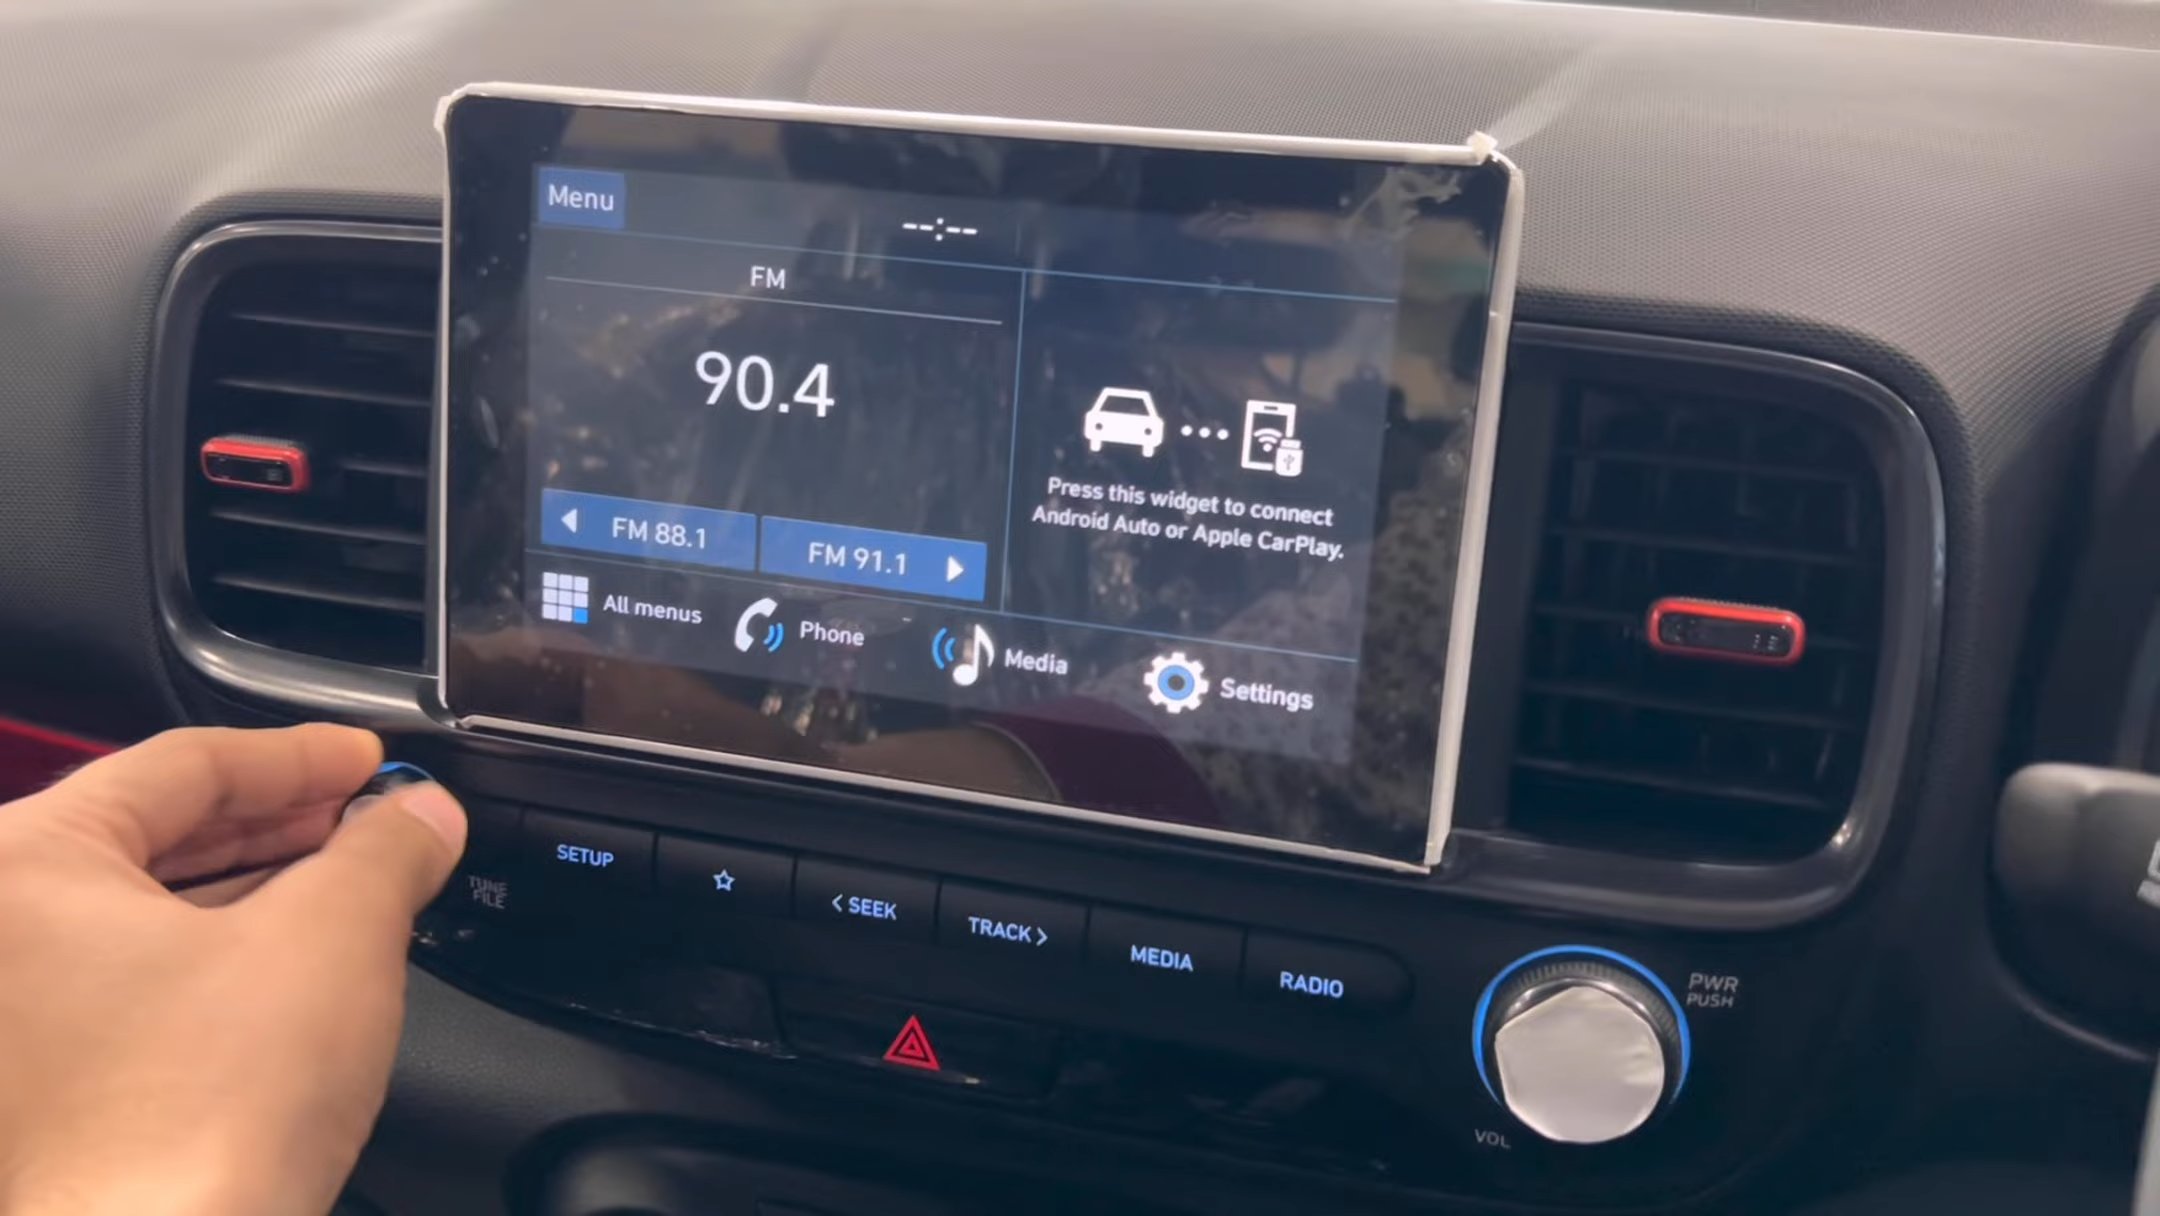 Menu
--:--
FM
90.4
FM 88.1
FM 91.1
Press this widget to connect
Android Auto or Apple CarPlay.
All menus
Phone
Media
Settings
TUNE
FILE
SETUP
< SEEK
TRACK >
MEDIA
RADIO
PWR
PUSH
VOL